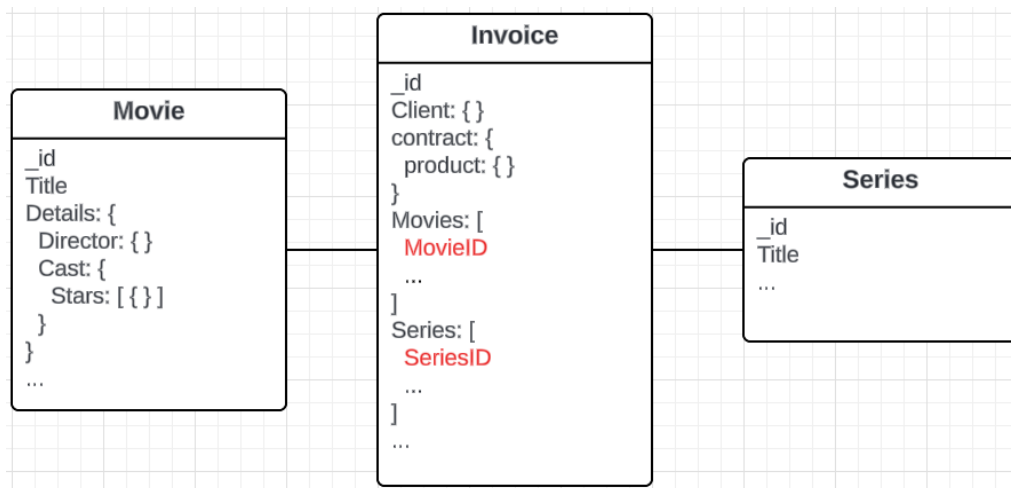 Movie
_id
Title
Details: {
Director: { }
Cast: {
Stars: [ { } ]
}
}
...
Invoice
_id
Client: { }
contract: {
product: { }
}
Movies: [
MovieID
...
]
Series: [
SeriesID
...
]
...
Series
_id
Title
...